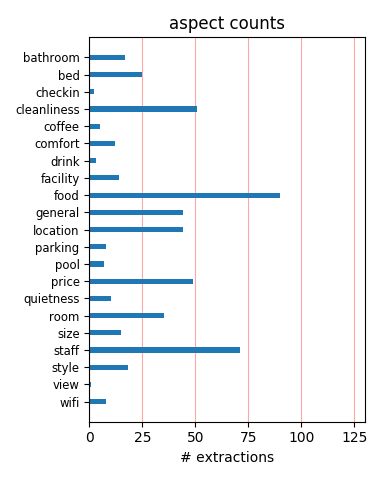 aspect counts
bathroom
bed
checkin
cleanliness
coffee
comfort
drink
facility
food
general
location
parking
pool
price
quietness
room
size
staff
style
view
wifi
0 25 50 75 100 125
# extractions